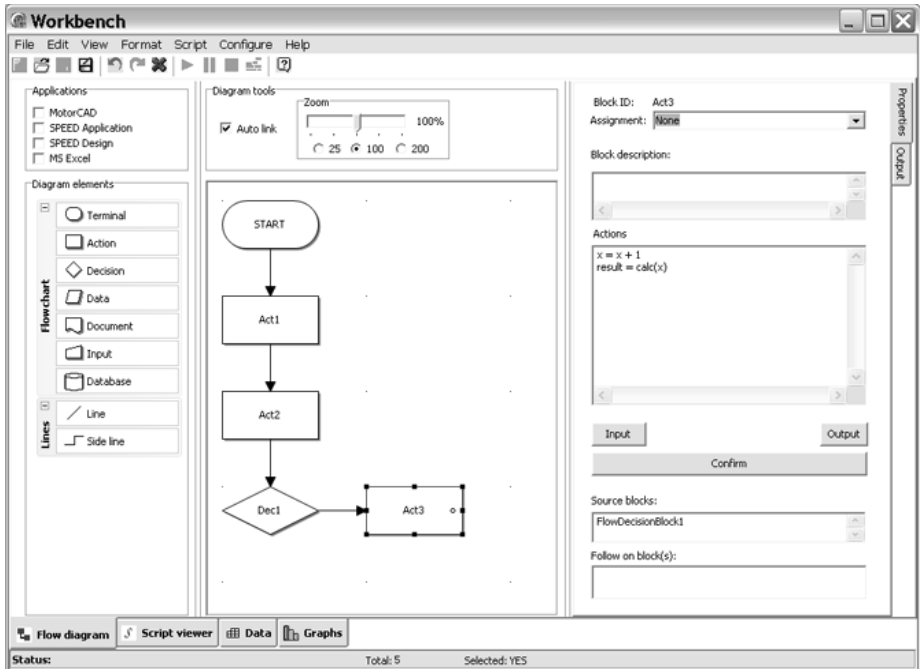 Workbench
File Edit View Format Script Configure Help
Applications
MotorCAD
SPEED Application
SPEED Design
MS Excel
Diagram elements
Flowchart
Terminal
Action
Decision
Data
Document
Input
Database
Lines
Line
Side line
Diagram tools
Auto link
Zoom
100%
25 100 200
START
Act1
Act2
Dec1
Act3
Block ID: Act3
Assignment: None
Block description:
Actions
x = x + 1
result = calc(x)
Input
Output
Confirm
Source blocks:
FlowDecisionBlock1
Follow on block(s):
Properties
Output
Flow diagram Script viewer Data Graphs
Status: Total: 5 Selected: YES